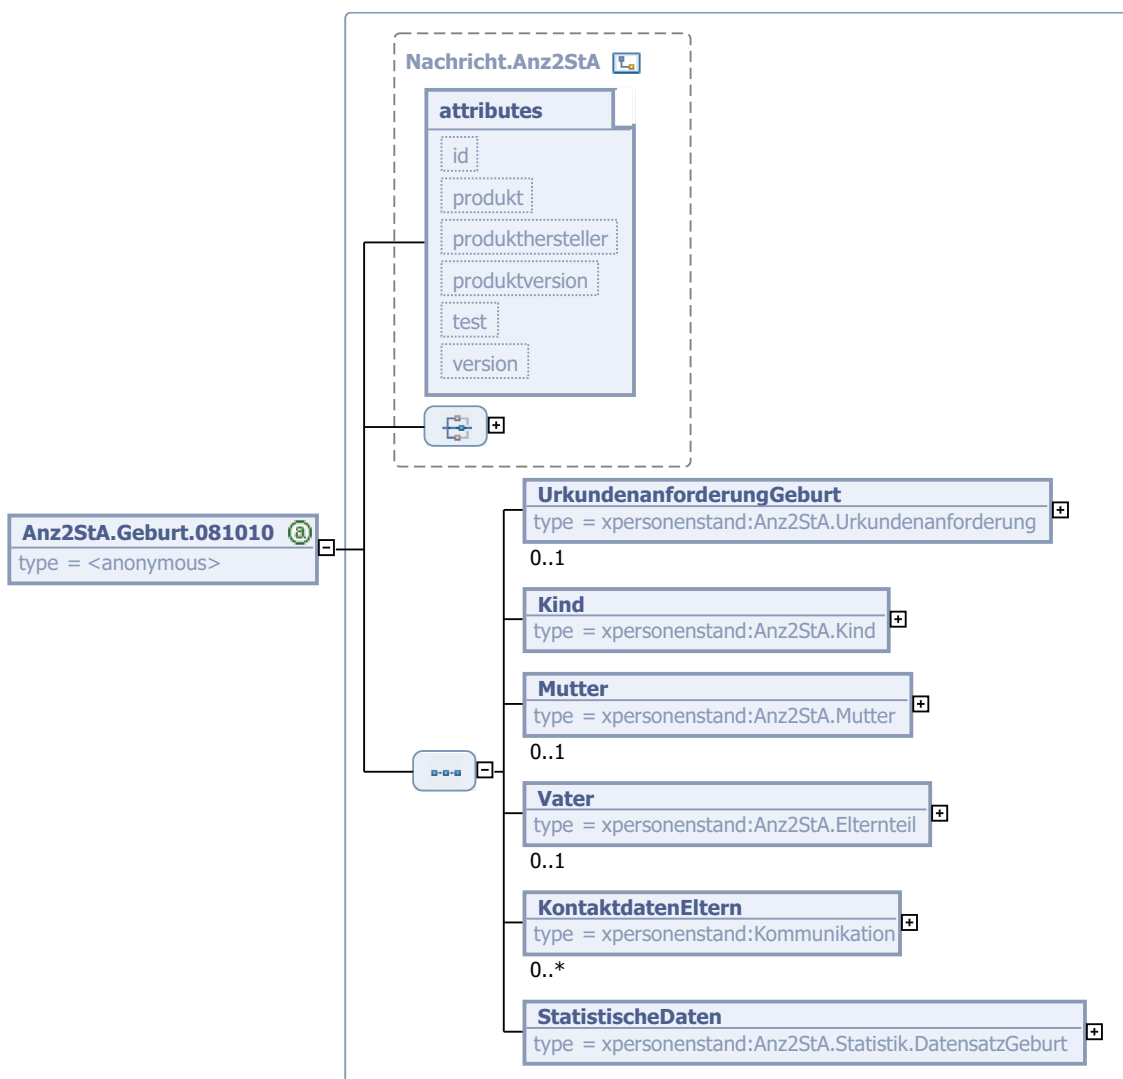 Nachricht.Anz2StA
attributes
id
produkt
produkthersteller
produktversion
test
version
Anz2StA.Geburt.081010
type = <anonymous>
UrkundenanforderungGeburt
type = xpersonenstand:Anz2StA.Urkundenanforderung
0..1
Kind
type = xpersonenstand:Anz2StA.Kind
Mutter
type = xpersonenstand:Anz2StA.Mutter
0..1
Vater
type = xpersonenstand:Anz2StA.Elternteil
0..1
KontaktdatenEltern
type = xpersonenstand:Kommunikation
0..*
StatistischeDaten
type = xpersonenstand:Anz2StA.Statistik.DatensatzGeburt